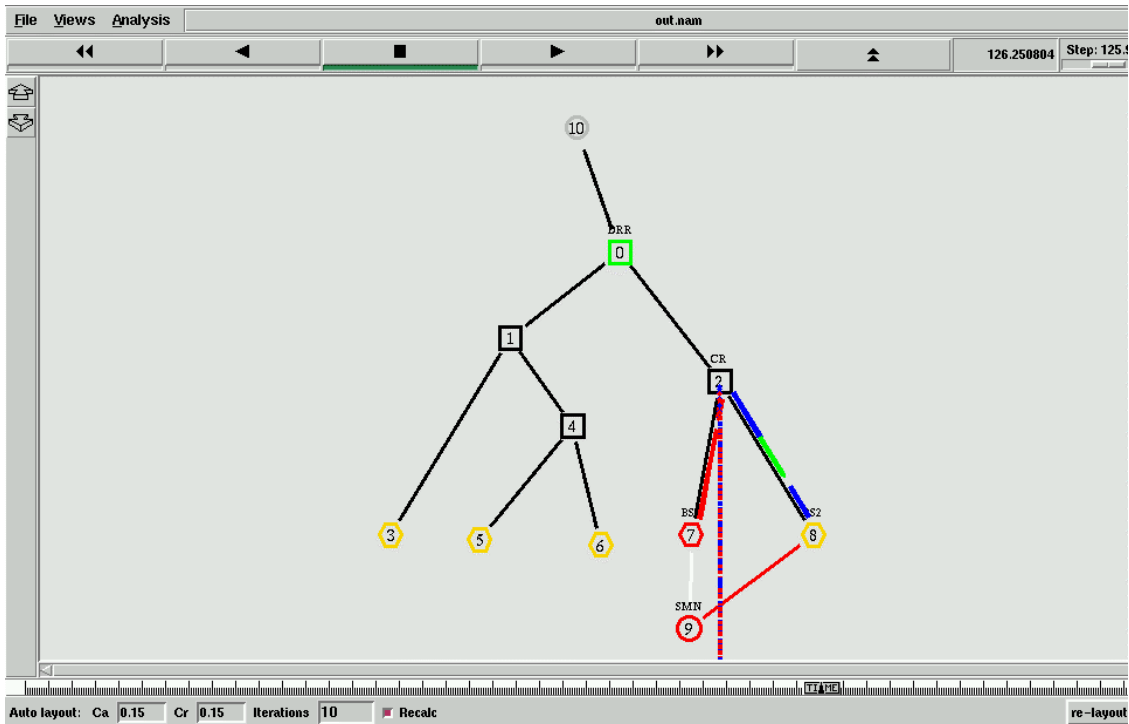 File Views Analysis out.nam
126.250804 Step: 125.9
10
DRR
0
1
CR
2
4
BS S2
3 5 6 7 8
SMN
9
TIME
Auto layout: Ca 0.15 Cr 0.15 Iterations 10 Recalc re-layout